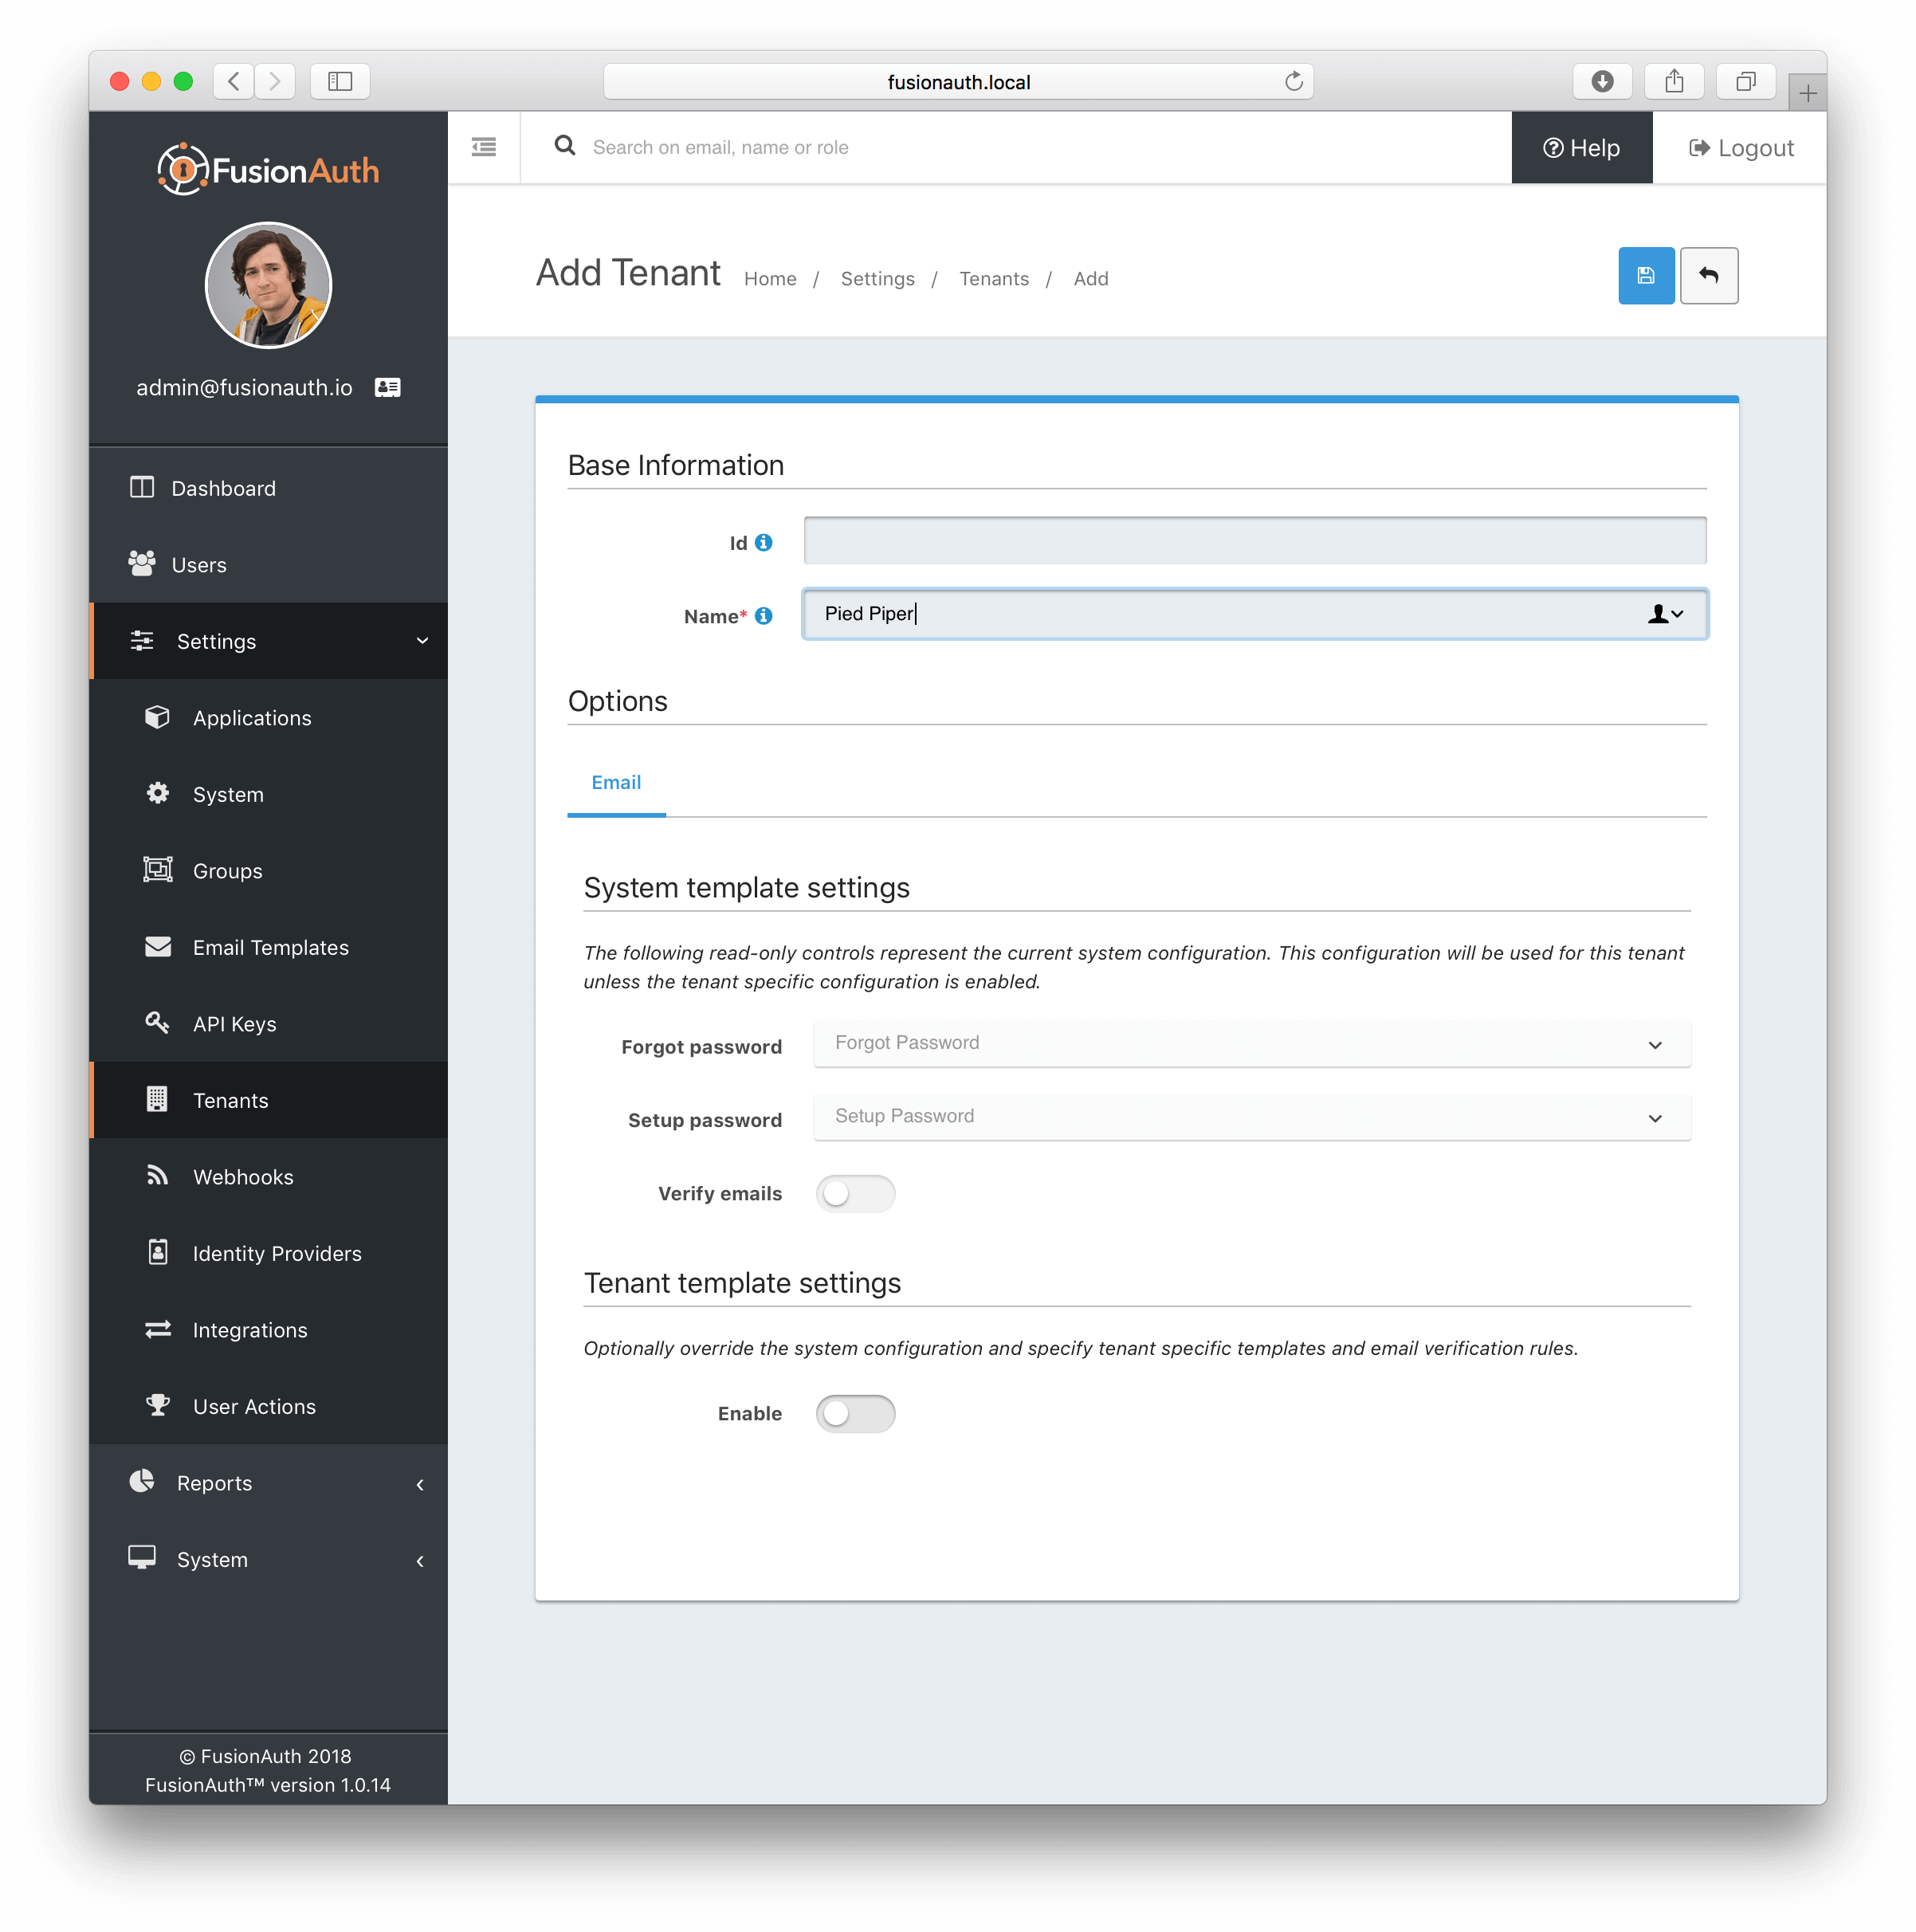 fusionauth.local
FusionAuth
admin@fusionauth.io
Dashboard
Users
Settings
Applications
System
Groups
Email Templates
API Keys
Tenants
Webhooks
Identity Providers
Integrations
User Actions
Reports
System
© FusionAuth 2018
FusionAuth™ version 1.0.14
Search on email, name or role
Help
Logout
Add Tenant Home / Settings / Tenants / Add
Base Information
Id
Name* Pied Piper
Options
Email
System template settings
The following read-only controls represent the current system configuration. This configuration will be used for this tenant
unless the tenant specific configuration is enabled.
Forgot password Forgot Password
Setup password Setup Password
Verify emails
Tenant template settings
Optionally override the system configuration and specify tenant specific templates and email verification rules.
Enable